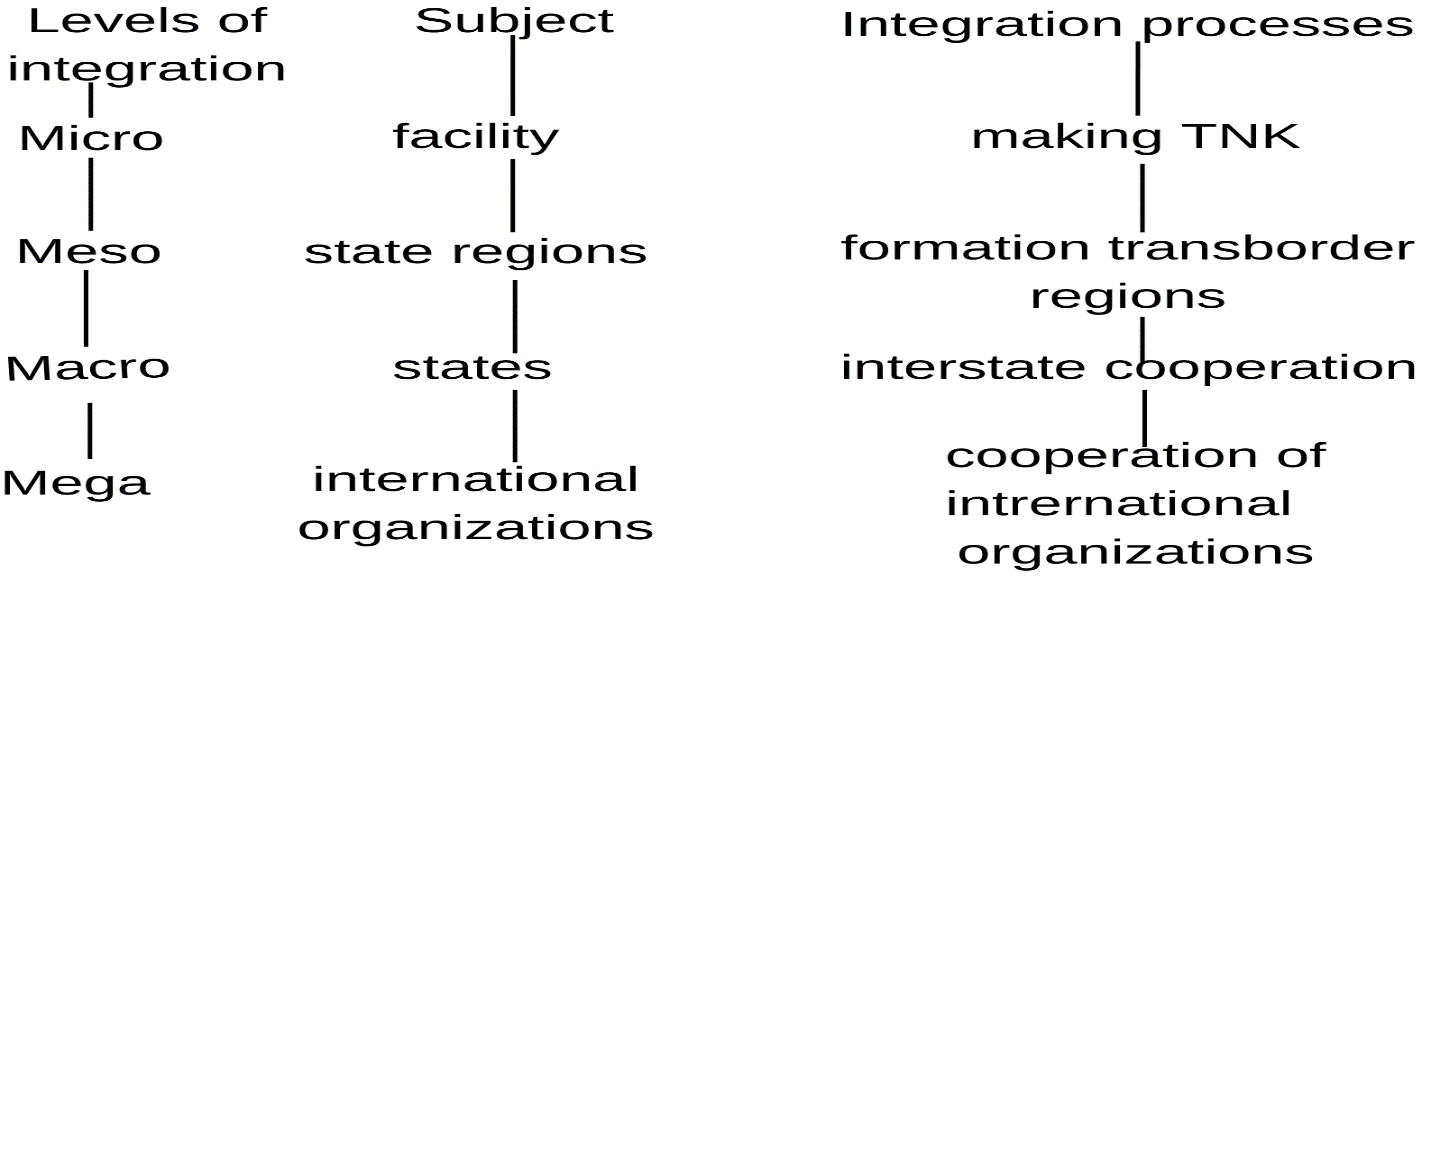 Levels of
integration
Micro
Meso
Macro
Mega
Subject
facility
state regions
states
international
organizations
Integration processes
making TNK
formation transborder
regions
interstate cooperation
cooperation of
intrernational
organizations